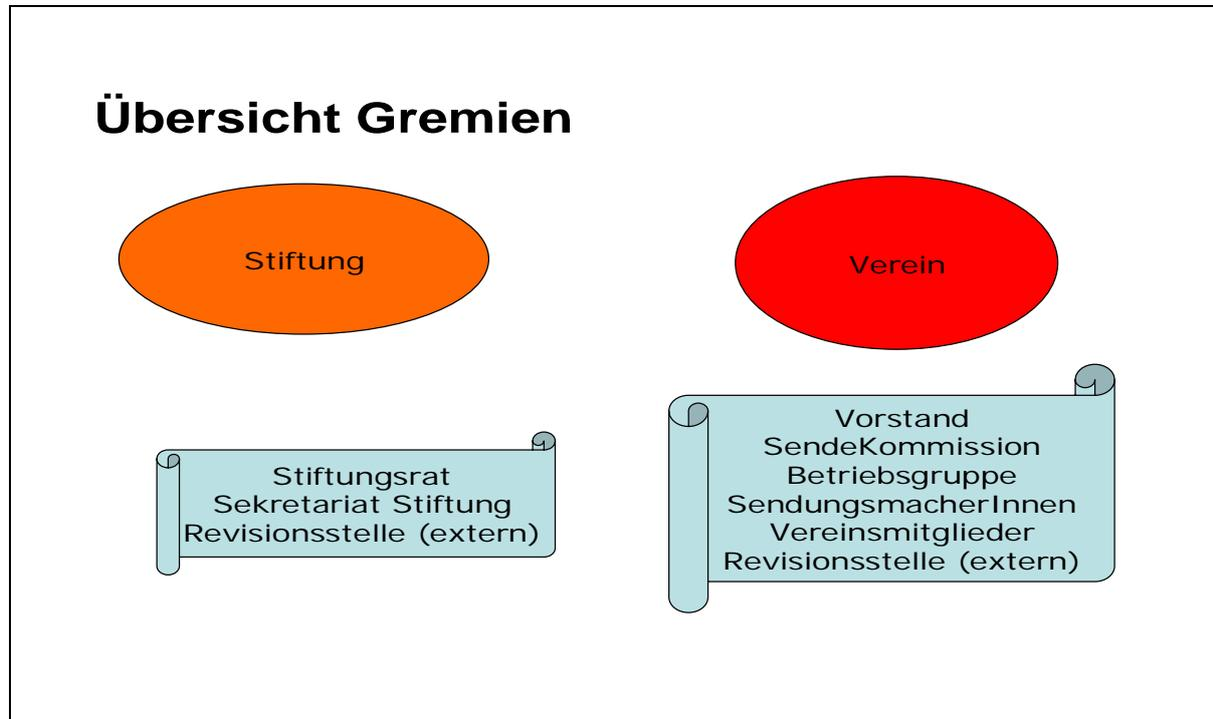 Übersicht Gremien
Stiftung
Stiftungsrat
Sekretariat Stiftung
Revisionsstelle (extern)
Verein
Vorstand
SendeKommission
Betriebsgruppe
SendungsmacherInnen
Vereinsmitglieder
Revisionsstelle (extern)